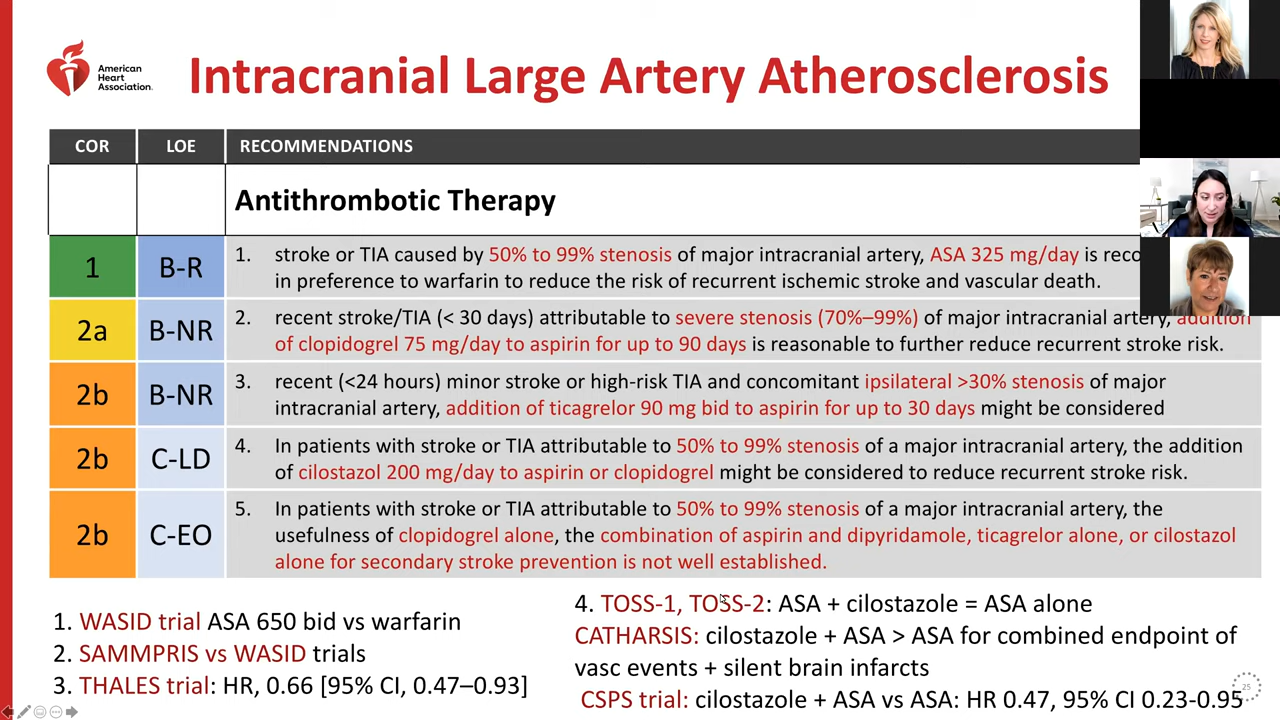 American
Heart
Association.
Intracranial Large Artery Atherosclerosis
COR LOE RECOMMENDATIONS
Antithrombotic Therapy
1 B-R 1. stroke or TIA caused by 50% to 99% stenosis of major intracranial artery, ASA 325 mg/day is reco
in preference to warfarin to reduce the risk of recurrent ischemic stroke and vascular death.
2a B-NR 2. recent stroke/TIA (< 30 days) attributable to severe stenosis (70%–99%) of major intracranial artery, addition
of clopidogrel 75 mg/day to aspirin for up to 90 days is reasonable to further reduce recurrent stroke risk.
2b B-NR 3. recent (<24 hours) minor stroke or high-risk TIA and concomitant ipsilateral >30% stenosis of major
intracranial artery, addition of ticagrelor 90 mg bid to aspirin for up to 30 days might be considered
2b C-LD 4. In patients with stroke or TIA attributable to 50% to 99% stenosis of a major intracranial artery, the addition
of cilostazol 200 mg/day to aspirin or clopidogrel might be considered to reduce recurrent stroke risk.
2b C-EO 5. In patients with stroke or TIA attributable to 50% to 99% stenosis of a major intracranial artery, the
usefulness of clopidogrel alone, the combination of aspirin and dipyridamole, ticagrelor alone, or cilostazol
alone for secondary stroke prevention is not well established.
1. WASID trial ASA 650 bid vs warfarin
2. SAMMPRIS vs WASID trials
3. THALES trial: HR, 0.66 [95% CI, 0.47–0.93]
4. TOSS-1, TOSS-2: ASA + cilostazole = ASA alone
CATHARSIS: cilostazole + ASA > ASA for combined endpoint of
vasc events + silent brain infarcts
CSPS trial: cilostazole + ASA vs ASA: HR 0.47, 95% CI 0.23-0.95
25